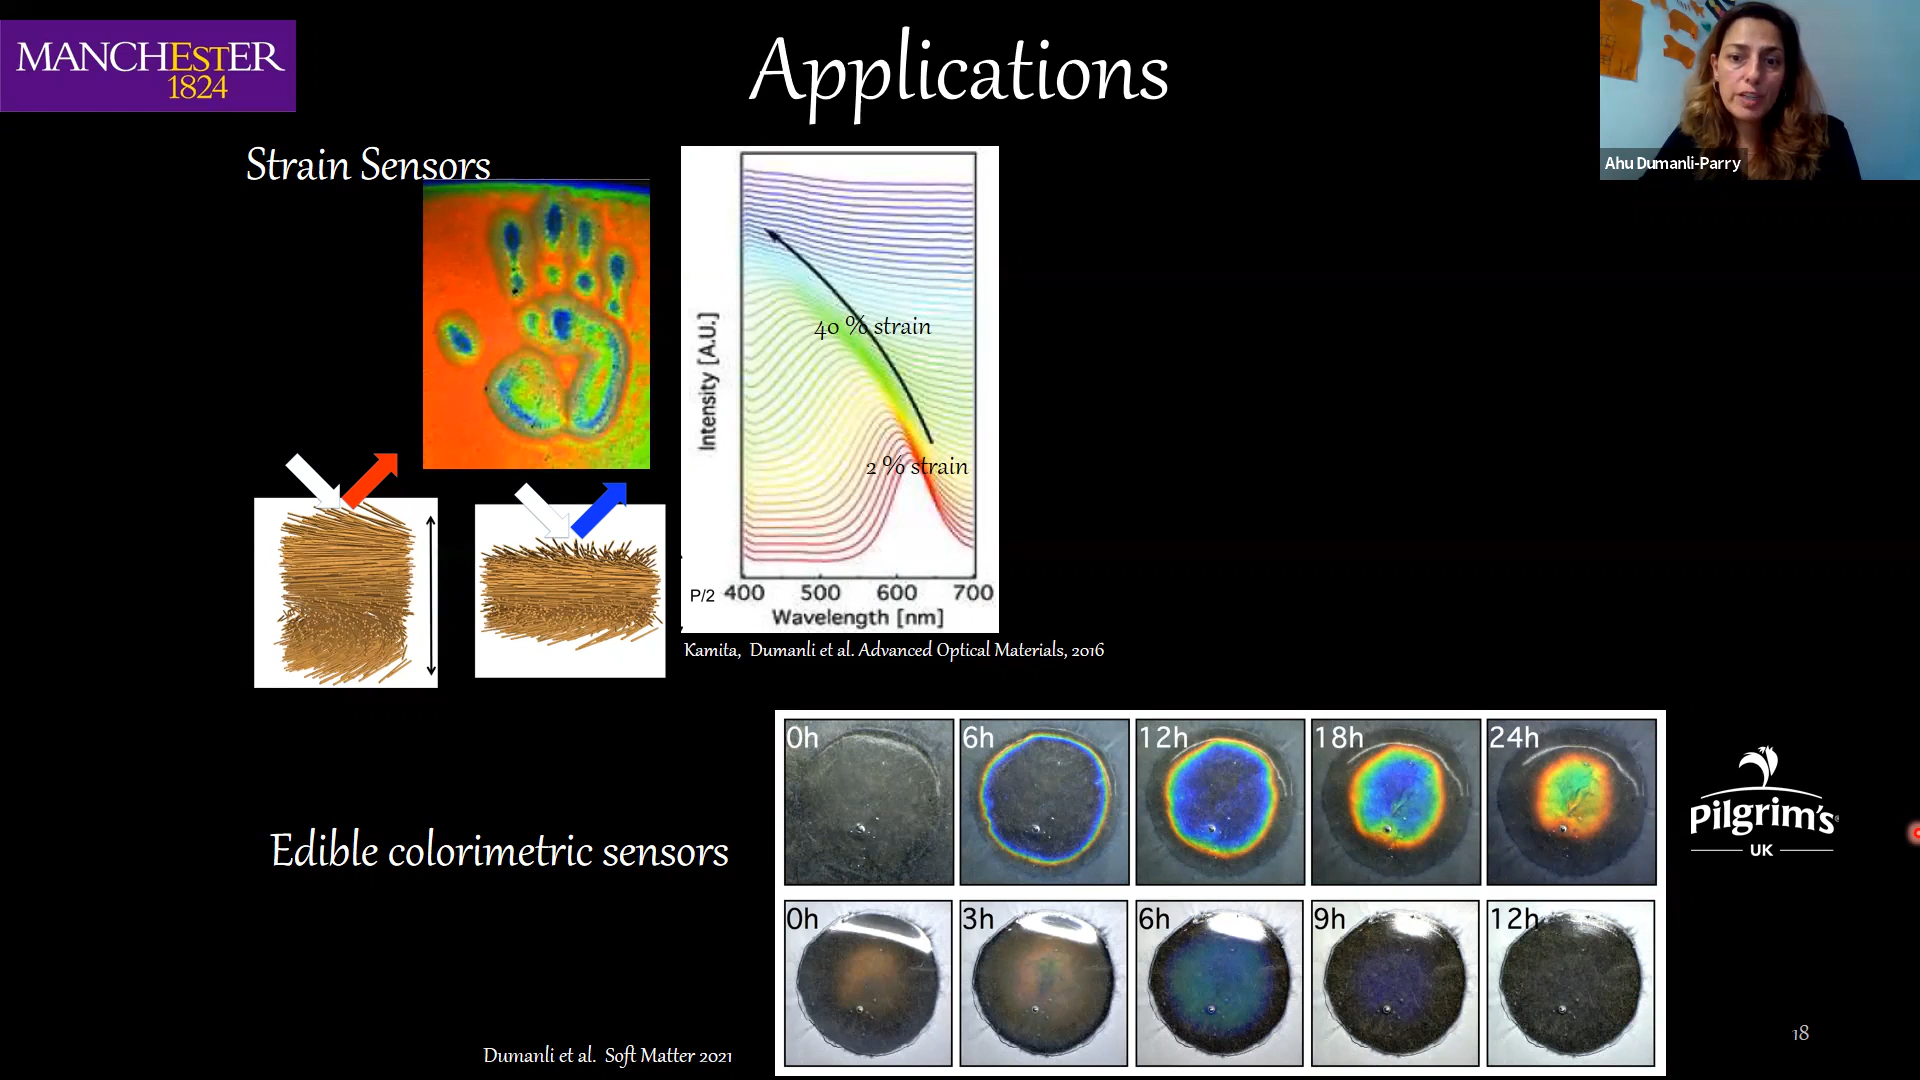 MANCHESTER
1824
Applications
Ahu Dumanli-Parry
Strain Sensors
Intensity [A.U.]
40 % strain
2 % strain
P/2
400 500 600 700
Wavelength [nm]
Kamita, Dumanli et al. Advanced Optical Materials, 2016
Edible colorimetric sensors
0h 6h 12h 18h 24h
0h 3h 6h 9h 12h
Pilgrim's
UK
Dumanli et al. Soft Matter 2021
18